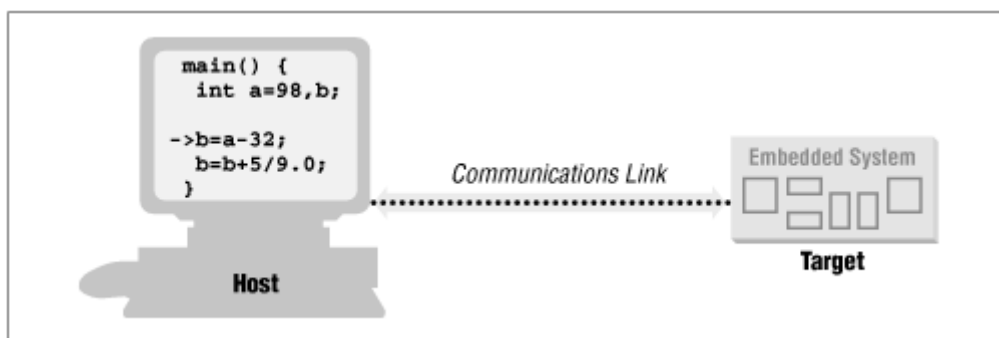 main() {
int a=98,b;
->b=a-32;
b=b+5/9.0;
}
Host
Communications Link
Embedded System
Target